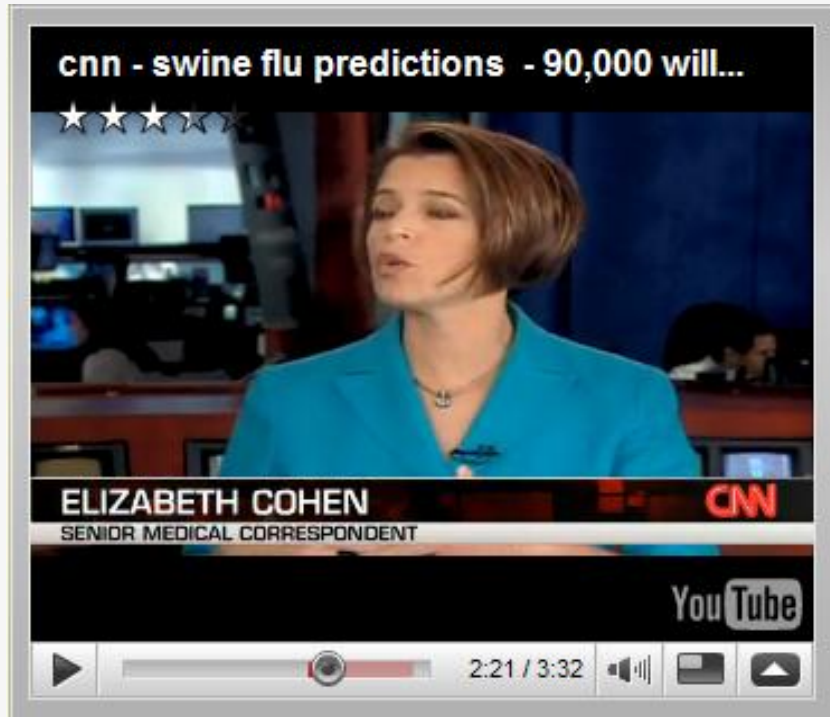 cnn - swine flu predictions - 90,000 will...
ELIZABETH COHEN
CNN
SENIOR MEDICAL CORRESPONDENT
YouTube
2:21 / 3:32